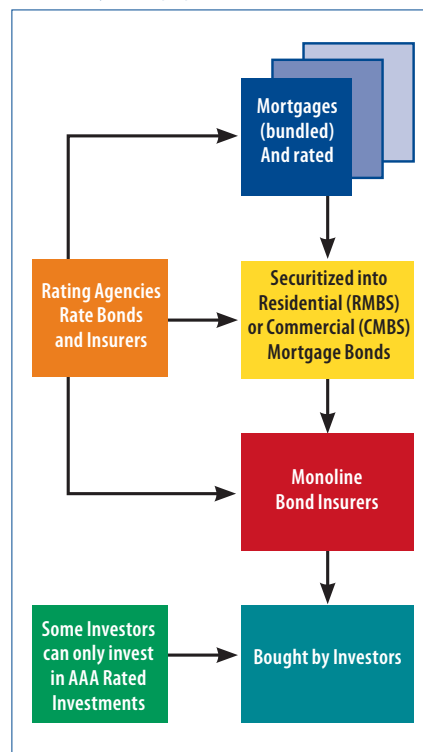 Mortgages
(bundled)
And rated
Rating Agencies
Rate Bonds
and Insurers
Securitized into
Residential (RMBS)
or Commercial (CMBS)
Mortgage Bonds
Monoline
Bond Insurers
Some Investors
can only invest
in AAA Rated
Investments
Bought by Investors